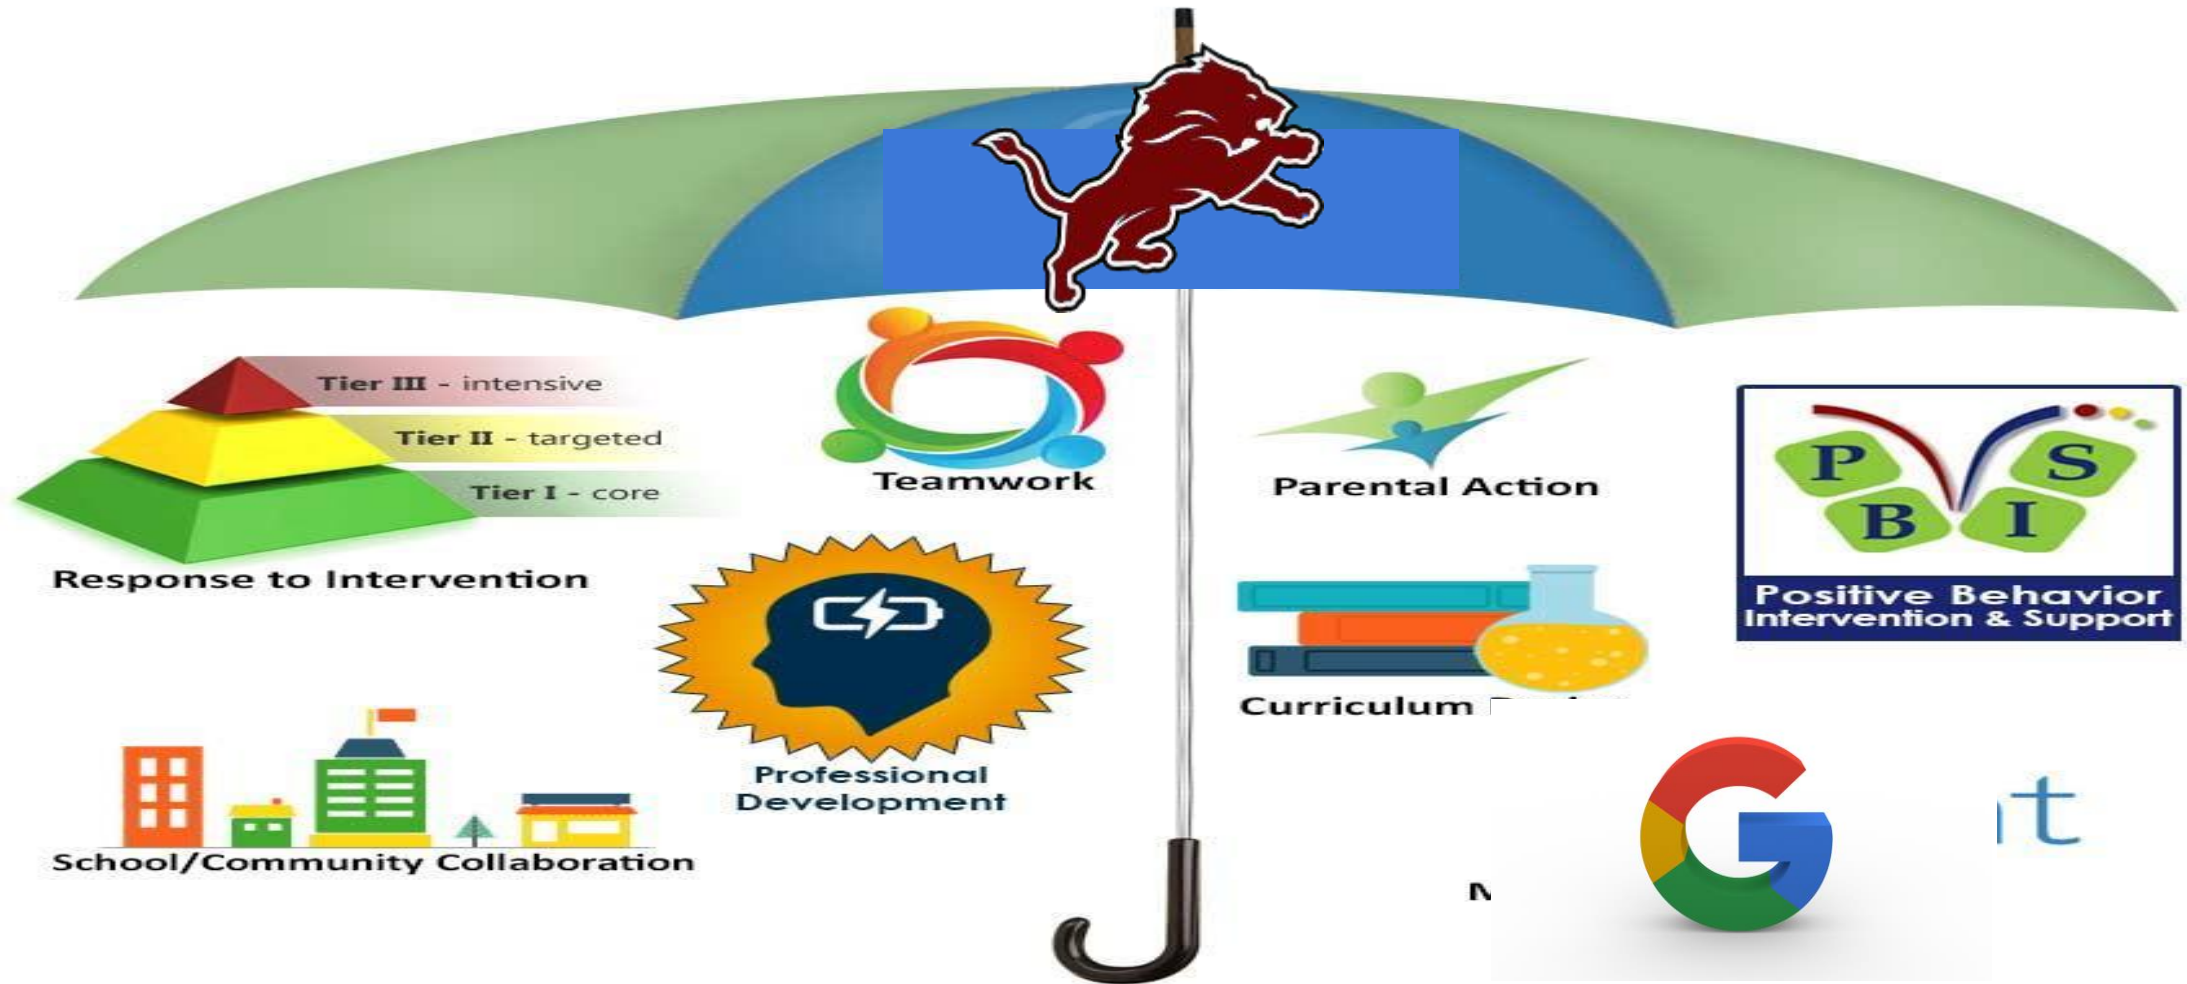 Tier III - intensive
Tier II - targeted
Tier I - core
Response to Intervention
Teamwork
Parental Action
P
S
B
I
Positive Behavior
Intervention & Support
Professional
Development
Curriculum
School/Community Collaboration
G